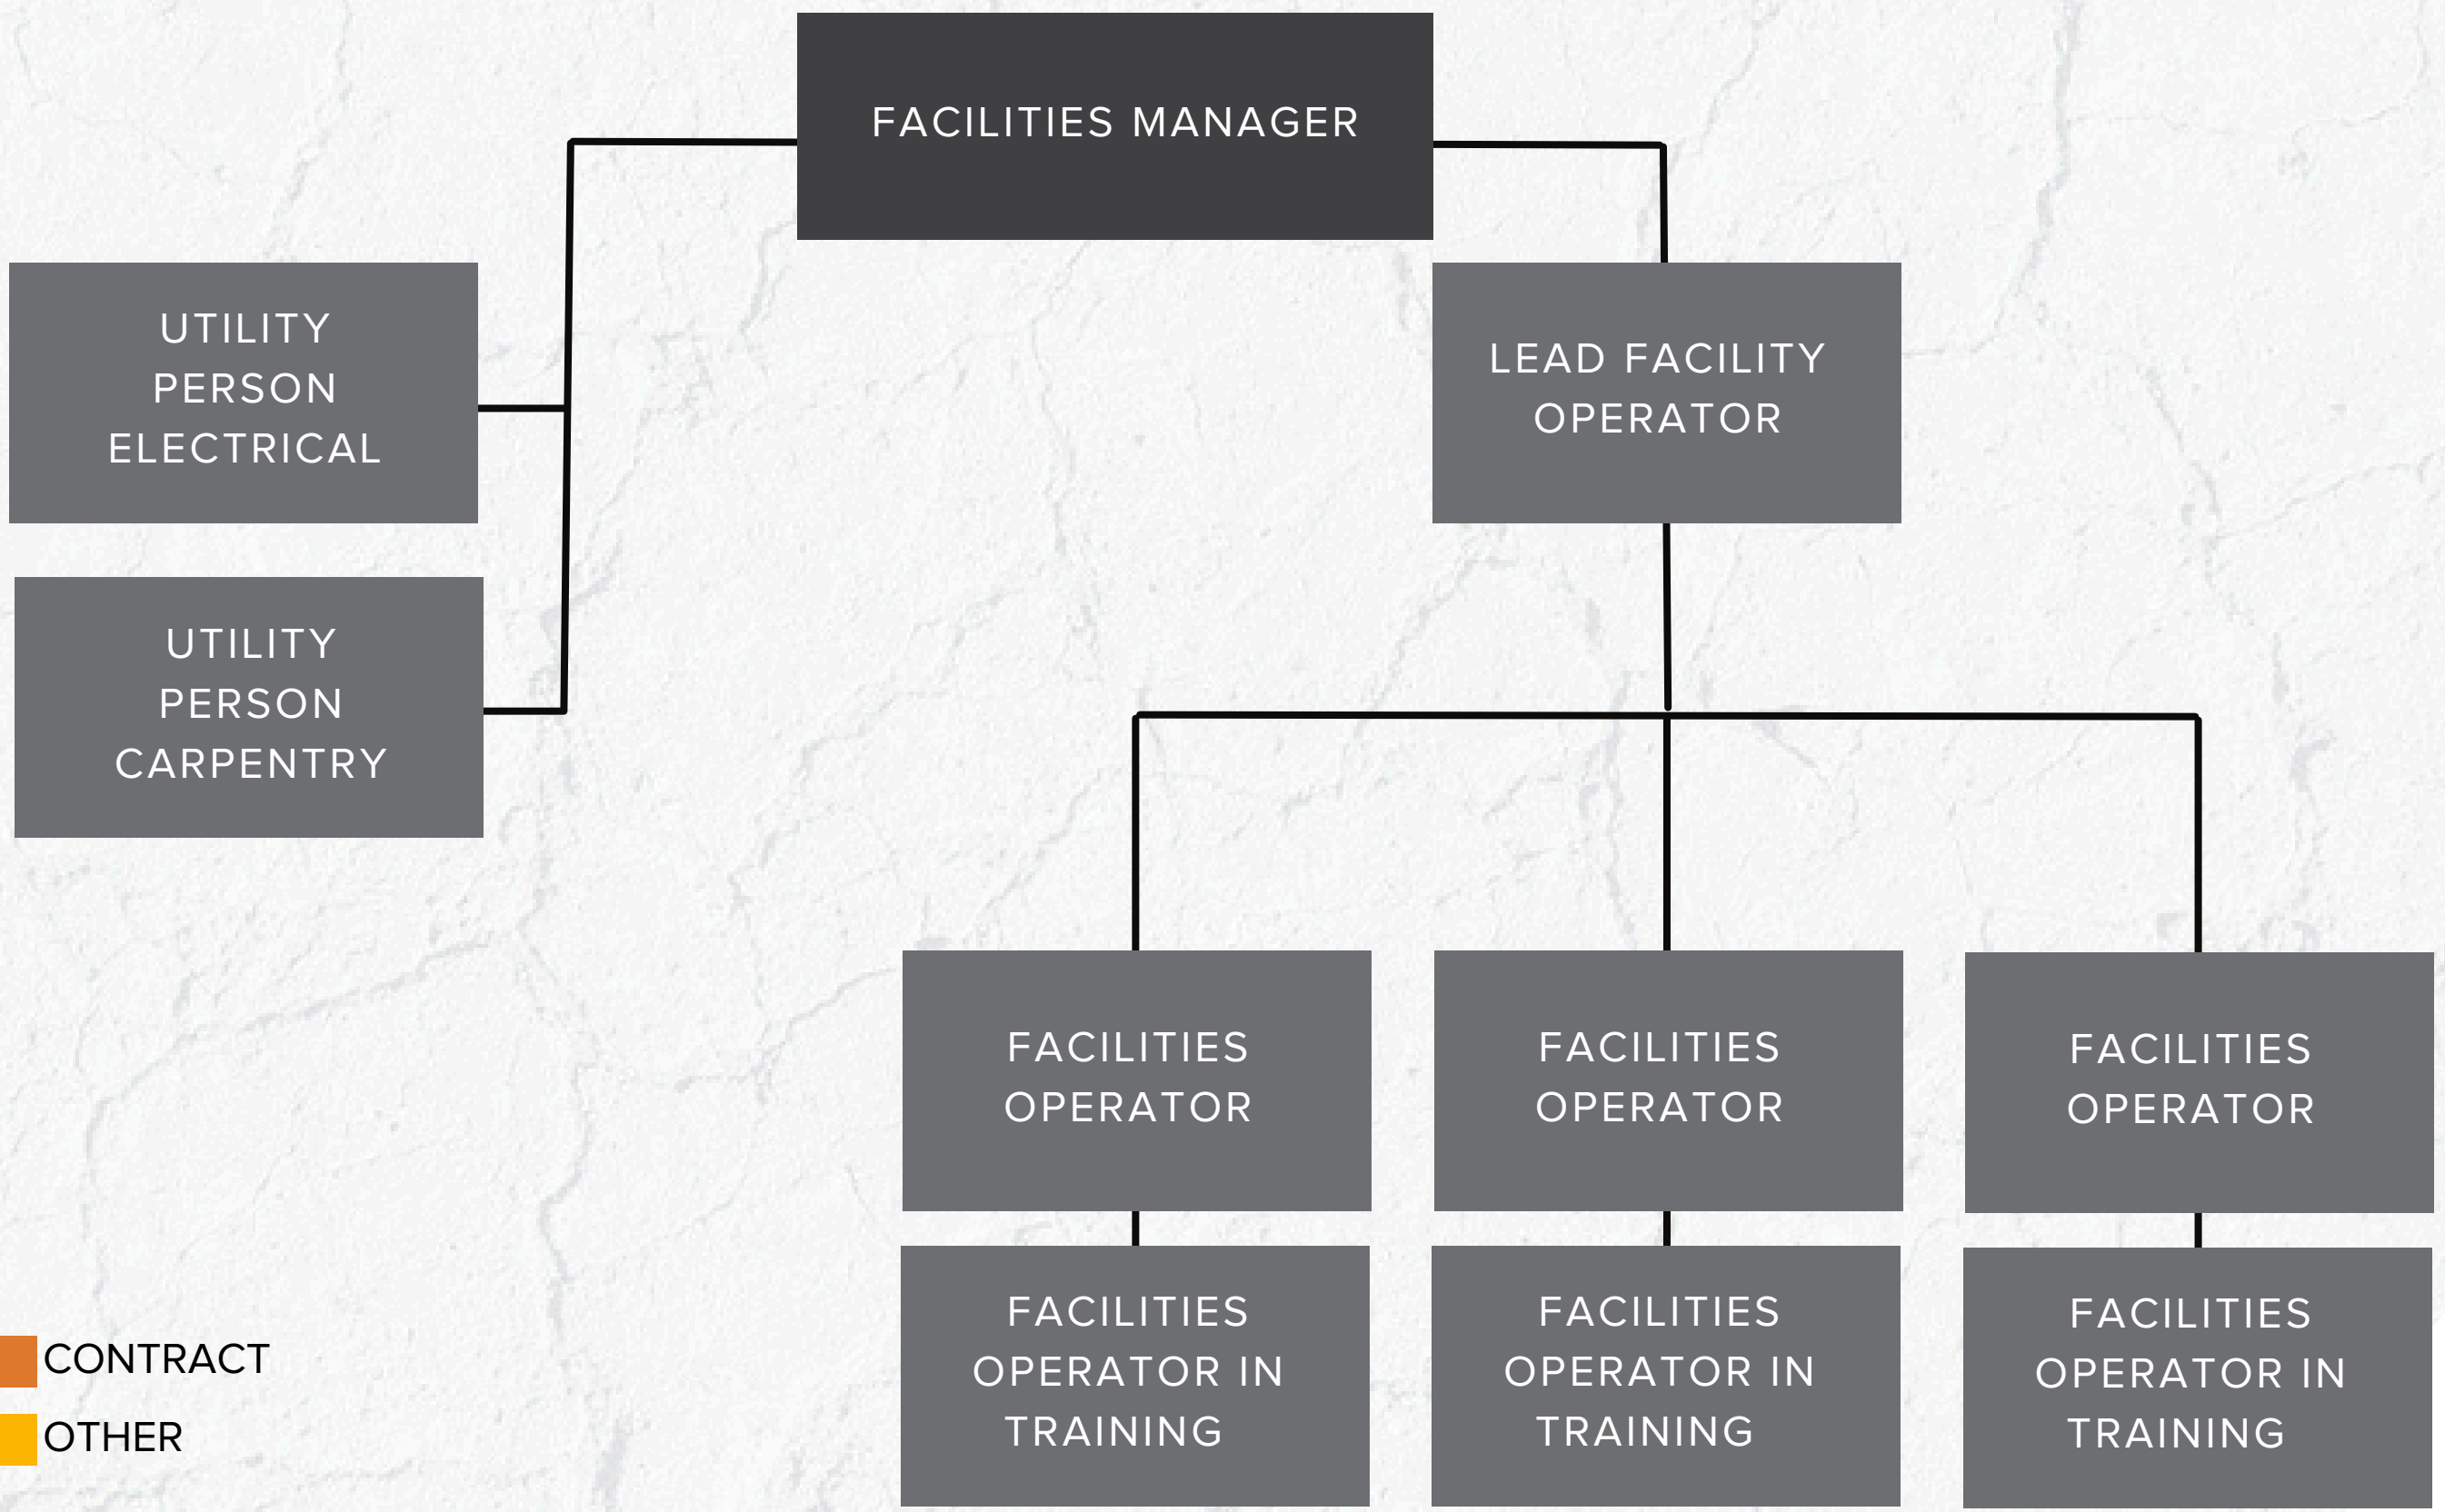 FACILITIES MANAGER
UTILITY
PERSON
ELECTRICAL
LEAD FACILITY
OPERATOR
UTILITY
PERSON
CARPENTRY
FACILITIES
OPERATOR
FACILITIES
OPERATOR
FACILITIES
OPERATOR
FACILITIES
OPERATOR IN
TRAINING
FACILITIES
OPERATOR IN
TRAINING
FACILITIES
OPERATOR IN
TRAINING
CONTRACT
OTHER